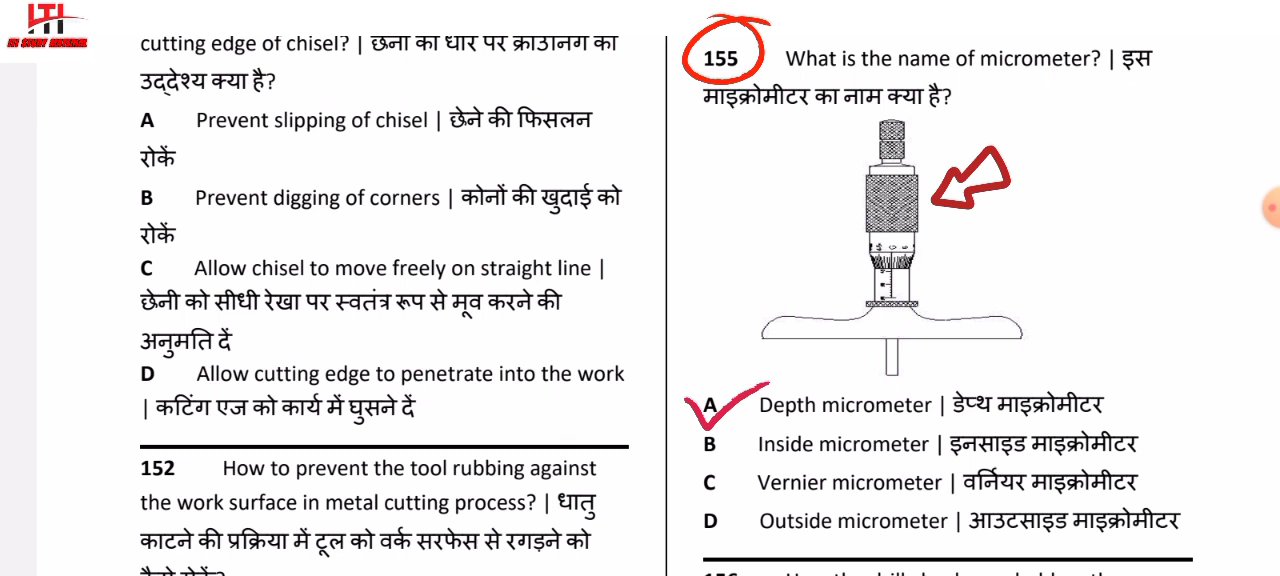 LTI
cutting edge of chisel? | छेनी की धार पर क्राउनिंग का
उद्देश्य क्या है?
A Prevent slipping of chisel | छेने की फिसलन
रोकें
B Prevent digging of corners | कोनों की खुदाई को
रोकें
C Allow chisel to move freely on straight line |
छेनी को सीधी रेखा पर स्वतंत्र रूप से मूव करने की
अनुमति दें
D Allow cutting edge to penetrate into the work
| कटिंग एज को कार्य में घुसने दें
152 How to prevent the tool rubbing against
the work surface in metal cutting process? | धातु
काटने की प्रक्रिया में टूल को वर्क सरफेस से रगड़ने को
155 What is the name of micrometer? | इस
माइक्रोमीटर का नाम क्या है?
A Depth micrometer | डेप्थ माइक्रोमीटर
B Inside micrometer | इनसाइड माइक्रोमीटर
C Vernier micrometer | वर्नियर माइक्रोमीटर
D Outside micrometer | आउटसाइड माइक्रोमीटर